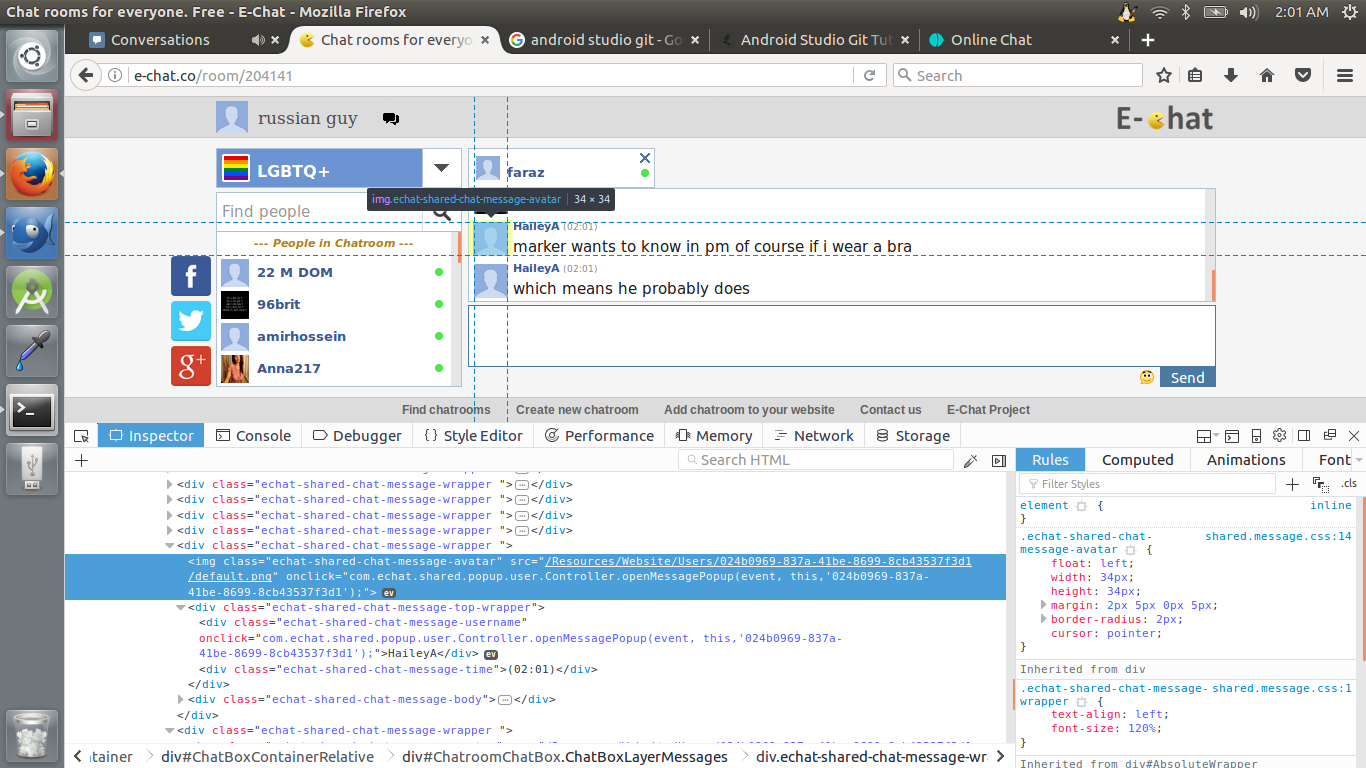 Chat rooms for everyone. Free - E-Chat - Mozilla Firefox
2:01 AM
Conversations
Chat rooms for everyo
android studio git - Go
Android Studio Git Tut
Online Chat
e-chat.co/room/204141
Search
russian guy
E-chat
LGBTQ+
faraz
img.echat-shared-chat-message-avatar | 34 × 34
Find people
HaileyA (02:01)
marker wants to know in pm of course if i wear a bra
--- People in Chatroom ---
HaileyA (02:01)
22 M DOM
which means he probably does
96brit
amirhossein
Anna217
Send
Find chatrooms Create new chatroom Add chatroom to your website Contact us E-Chat Project
Inspector Console Debugger Style Editor Performance Memory Network Storage
Search HTML
Rules Computed Animations Font
Filter Styles
.cls
<div class="echat-shared-chat-message-wrapper ">…</div>
<div class="echat-shared-chat-message-wrapper ">…</div>
<div class="echat-shared-chat-message-wrapper ">…</div>
<div class="echat-shared-chat-message-wrapper ">…</div>
<div class="echat-shared-chat-message-wrapper ">
<img class="echat-shared-chat-message-avatar" src="/Resources/Website/Users/024b0969-837a-41be-8699-8cb43537f3d1
/default.png" onclick="com.echat.shared.popup.user.Controller.openMessagePopup(event, this,'024b0969-837a-
41be-8699-8cb43537f3d1');"> ev
<div class="echat-shared-chat-message-top-wrapper">
<div class="echat-shared-chat-message-username"
onclick="com.echat.shared.popup.user.Controller.openMessagePopup(event, this,'024b0969-837a-
41be-8699-8cb43537f3d1');">HaileyA</div> ev
<div class="echat-shared-chat-message-time">(02:01)</div>
</div>
<div class="echat-shared-chat-message-body">…</div>
</div>
<div class="echat-shared-chat-message-wrapper ">
element { inline
}
.echat-shared-chat- shared.message.css:14
message-avatar {
float: left;
width: 34px;
height: 34px;
margin: 2px 5px 0px 5px;
border-radius: 2px;
cursor: pointer;
}
Inherited from div
.echat-shared-chat-message- shared.message.css:1
wrapper {
text-align: left;
font-size: 120%;
}
Inherited from div#AbsoluteWrapper
ntainer div#ChatBoxContainerRelative div#ChatroomChatBox.ChatBoxLayerMessages div.echat-shared-chat-message-wr